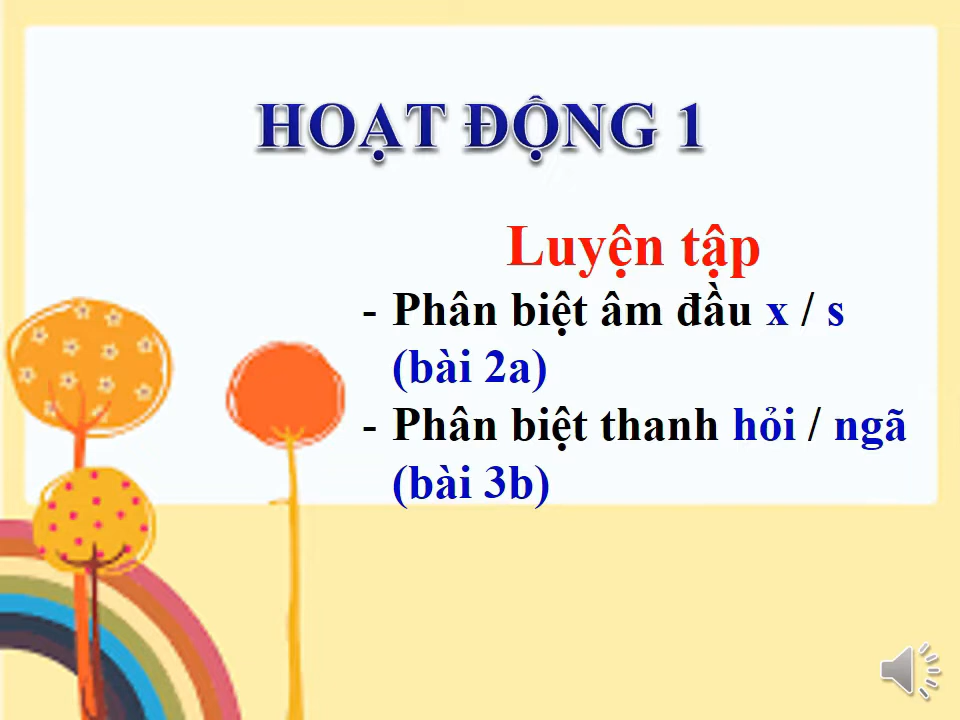 HOẠT ĐỘNG 1
Luyện tập
- Phân biệt âm đầu x / s
(bài 2a)
- Phân biệt thanh hỏi / ngã
(bài 3b)